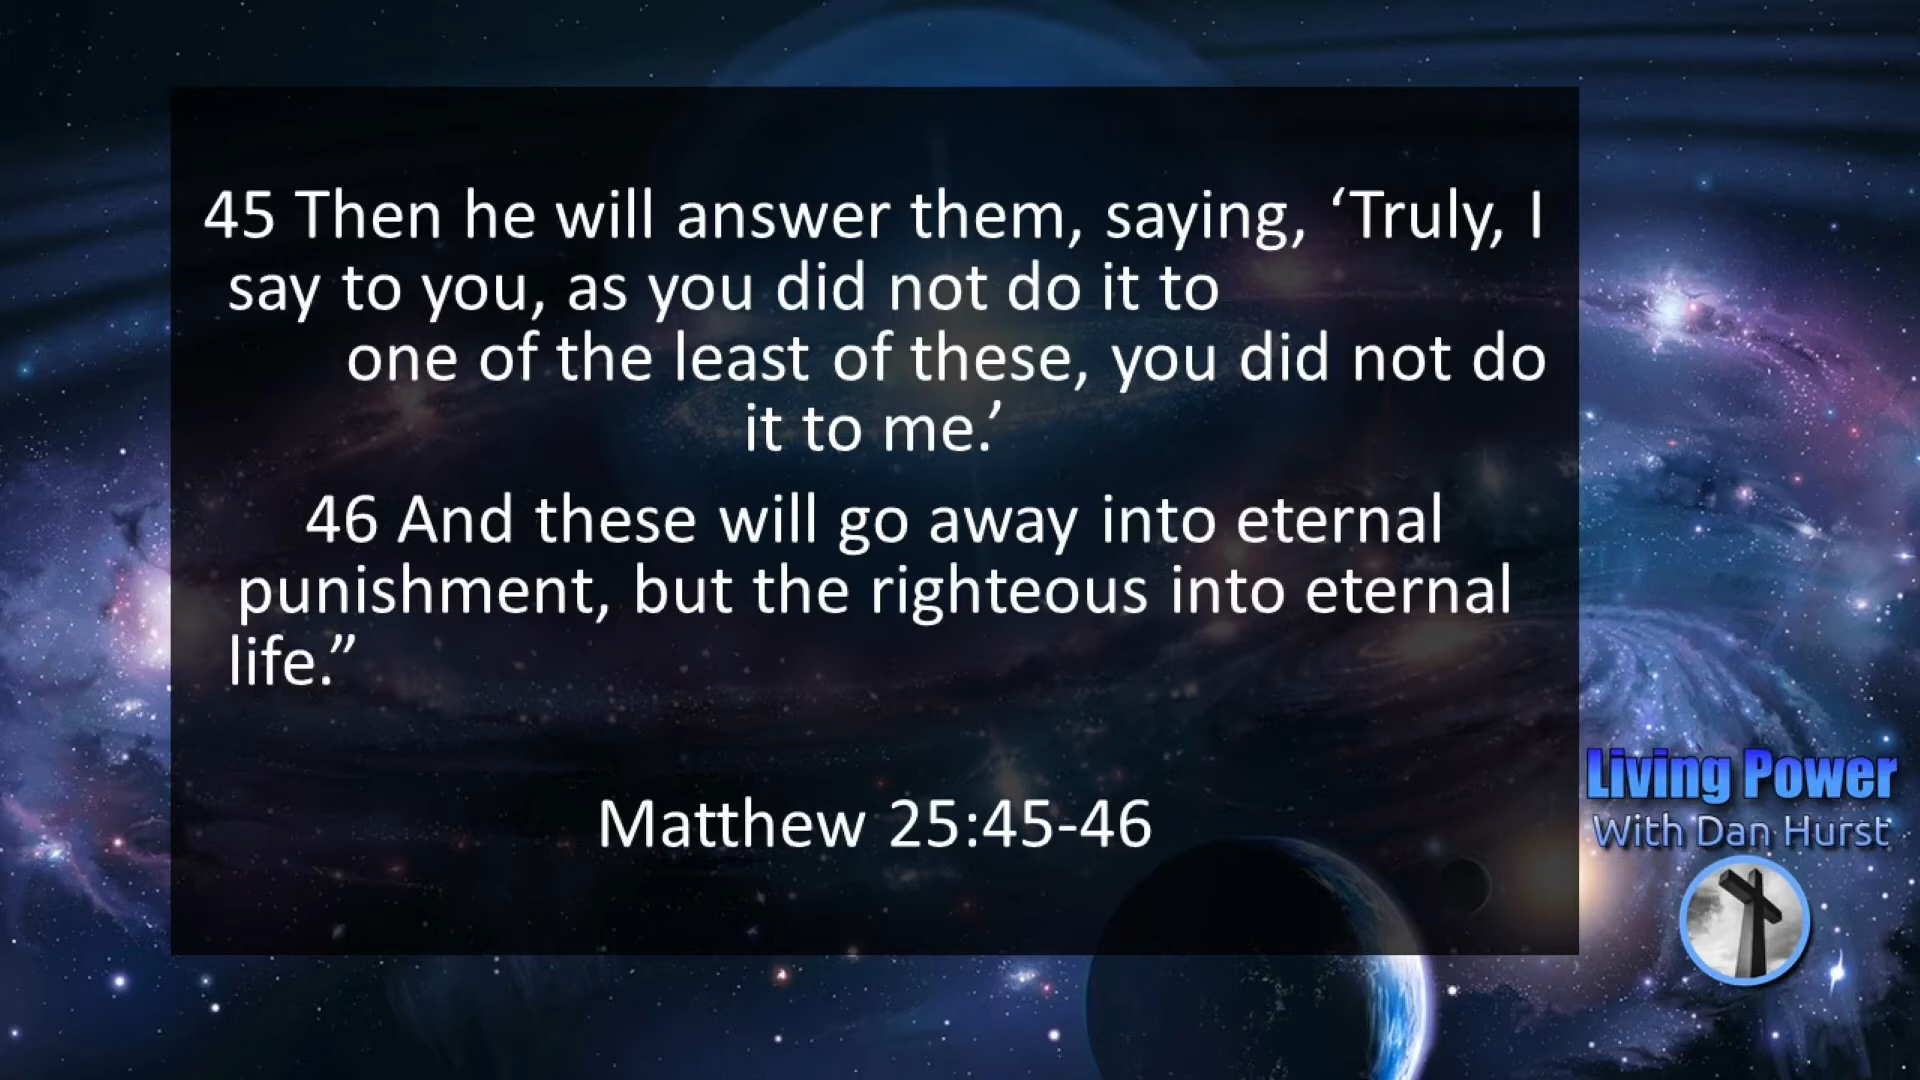 45 Then he will answer them, saying, ‘Truly, I
say to you, as you did not do it to
one of the least of these, you did not do
it to me.’
46 And these will go away into eternal
punishment, but the righteous into eternal
life.”
Matthew 25:45-46
Living Power
With Dan Hurst